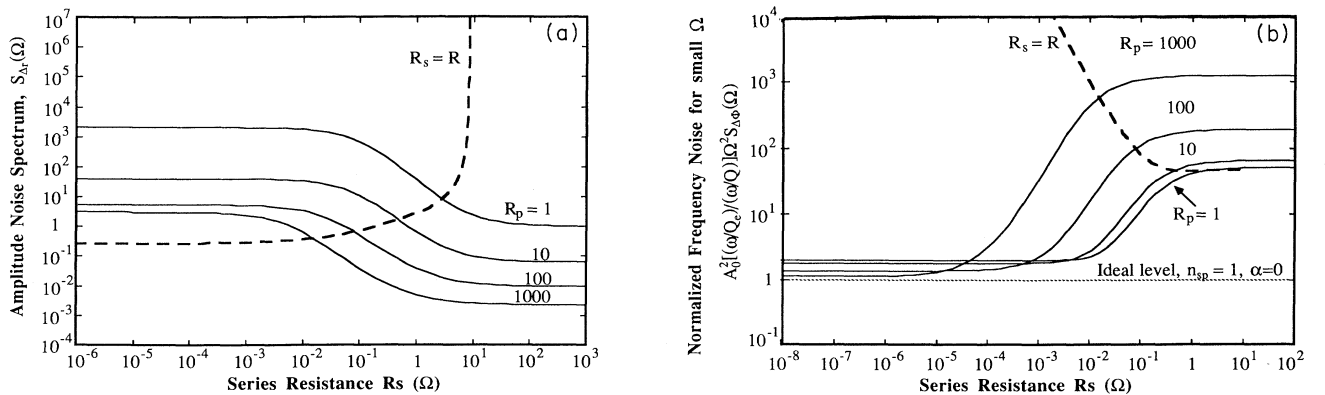 (a)
10^7
10^6
10^5
10^4
10^3
10^2
10^1
1
10^-1
10^-2
10^-3
10^-4
Amplitude Noise Spectrum, S_Δr(Ω)
R_s = R
R_p = 1
10
100
1000
10^-6 10^-5 10^-4 10^-3 10^-2 10^-1 1 10^1 10^2 10^3
Series Resistance Rs (Ω)
(b)
10^4
10^3
10^2
10^1
1
10^-1
Normalized Frequency Noise for small Ω
A_0^2[(ω/Q_e)/(ω/Q)]Ω^2S_ΔΦ(Ω)
R_s = R
R_p = 1000
100
10
R_p = 1
Ideal level, n_sp = 1, α=0
10^-8 10^-7 10^-6 10^-5 10^-4 10^-3 10^-2 10^-1 1 10^1 10^2
Series Resistance Rs (Ω)